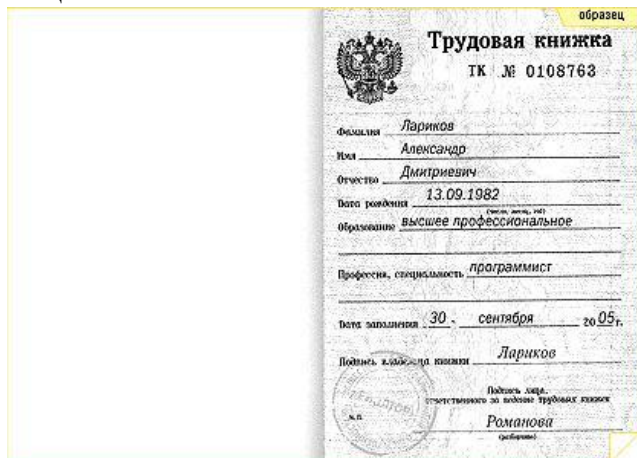 образец
Трудовая книжка
ТК № 0108763
Фамилия Лариков
Имя Александр
Отчество Дмитриевич
Дата рождения 13.09.1982
(число, месяц, год)
Образование высшее профессиональное
Профессия, специальность программист
Дата заполнения 30 - сентября 2005г.
Подпись владельца книжки Лариков
Подпись лица,
ответственного за ведение трудовых книжек
М.П.
Романова
(разборчиво)